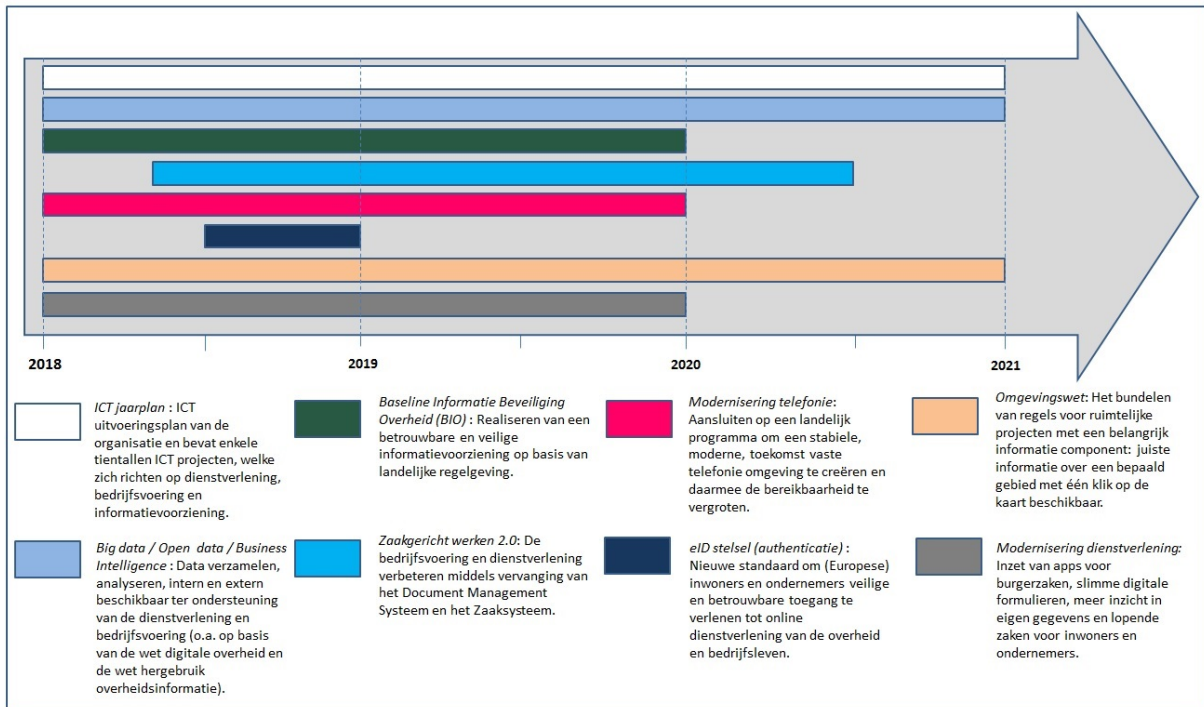 2018
2019
2020
2021
ICT jaarplan : ICT
uitvoeringsplan van de
organisatie en bevat enkele
tientallen ICT projecten, welke
zich richten op dienstverlening,
bedrijfsvoering en
informatievoorziening.
Baseline Informatie Beveiliging
Overheid (BIO) : Realiseren van een
betrouwbare en veilige
informatievoorziening op basis van
landelijke regelgeving.
Modernisering telefonie:
Aansluiten op een landelijk
programma om een stabiele,
moderne, toekomst vaste
telefonie omgeving te creëren en
daarmee de bereikbaarheid te
vergroten.
Omgevingswet: Het bundelen
van regels voor ruimtelijke
projecten met een belangrijk
informatie component: juiste
informatie over een bepaald
gebied met één klik op de
kaart beschikbaar.
Big data / Open data / Business
Intelligence : Data verzamelen,
analyseren, intern en extern
beschikbaar ter ondersteuning
van de dienstverlening en
bedrijfsvoering (o.a. op basis
van de wet digitale overheid en
de wet hergebruik
overheidsinformatie).
Zaakgericht werken 2.0: De
bedrijfsvoering en dienstverlening
verbeteren middels vervanging van
het Document Management
Systeem en het Zaaksysteem.
eID stelsel (authenticatie) :
Nieuwe standaard om (Europese)
inwoners en ondernemers veilige
en betrouwbare toegang te
verlenen tot online
dienstverlening van de overheid
en bedrijfsleven.
Modernisering dienstverlening:
Inzet van apps voor
burgerzaken, slimme digitale
formulieren, meer inzicht in
eigen gegevens en lopende
zaken voor inwoners en
ondernemers.